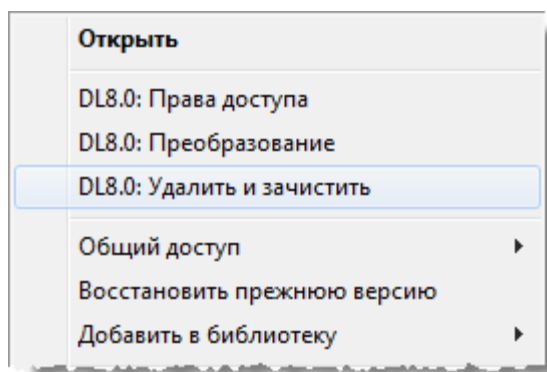 Открыть
DL8.0: Права доступа
DL8.0: Преобразование
DL8.0: Удалить и зачистить
Общий доступ
Восстановить прежнюю версию
Добавить в библиотеку